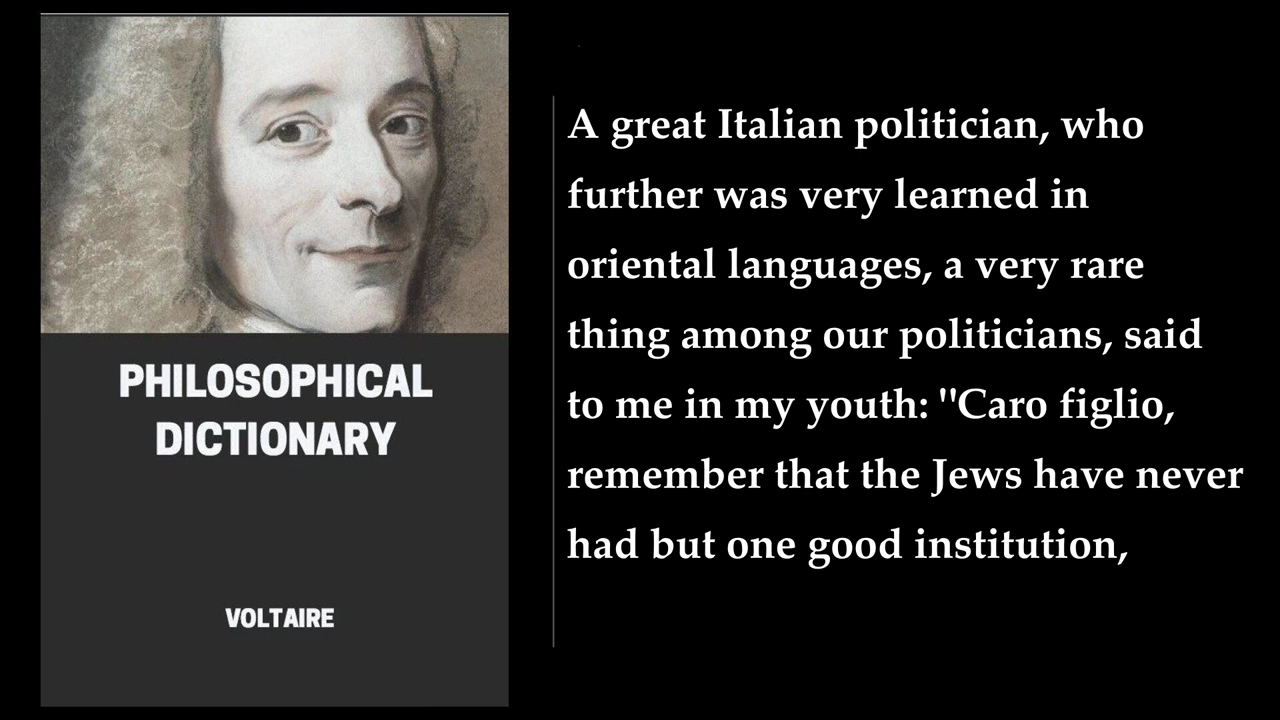 PHILOSOPHICAL
DICTIONARY
VOLTAIRE
A great Italian politician, who
further was very learned in
oriental languages, a very rare
thing among our politicians, said
to me in my youth: "Caro figlio,
remember that the Jews have never
had but one good institution,